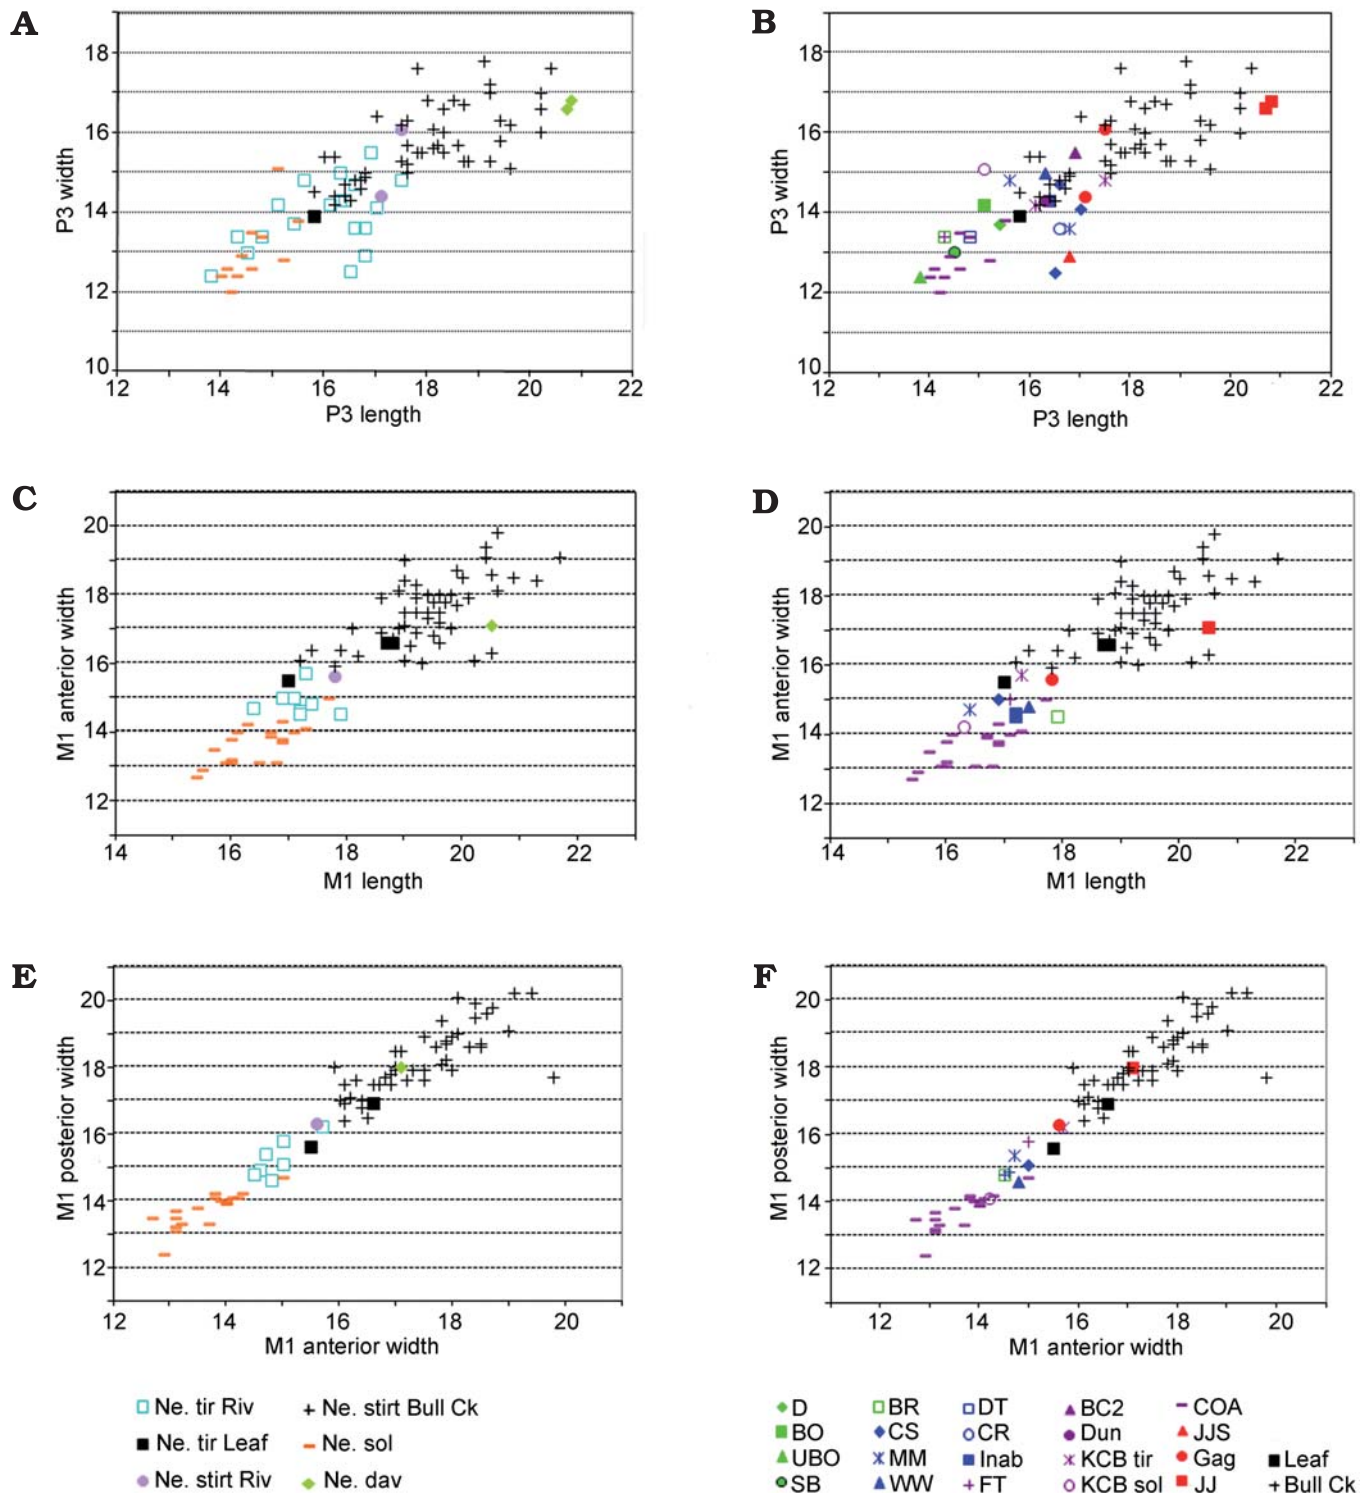 A
B
18
16
14
12
10
P3 width
12 14 16 18 20 22
P3 length
18
16
14
12
10
P3 width
12 14 16 18 20 22
P3 length
C
D
20
18
16
14
12
M1 anterior width
14 16 18 20 22
M1 length
20
18
16
14
12
M1 anterior width
14 16 18 20 22
M1 length
E
F
20
18
16
14
12
M1 posterior width
12 14 16 18 20
M1 anterior width
20
18
16
14
12
M1 posterior width
12 14 16 18 20
M1 anterior width
Ne. tir Riv
Ne. stirt Bull Ck
Ne. tir Leaf
Ne. sol
Ne. stirt Riv
Ne. dav
D BR DT BC2 COA
BO CS CR Dun JJS
UBO MM Inab KCB tir Gag Leaf
SB WW FT KCB sol JJ Bull Ck